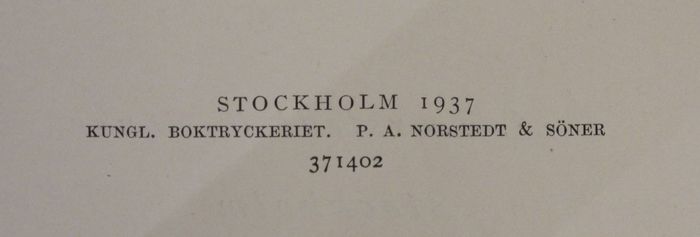 STOCKHOLM 1937
KUNGL. BOKTRYCKERIET. P. A. NORSTEDT & SÖNER
371402